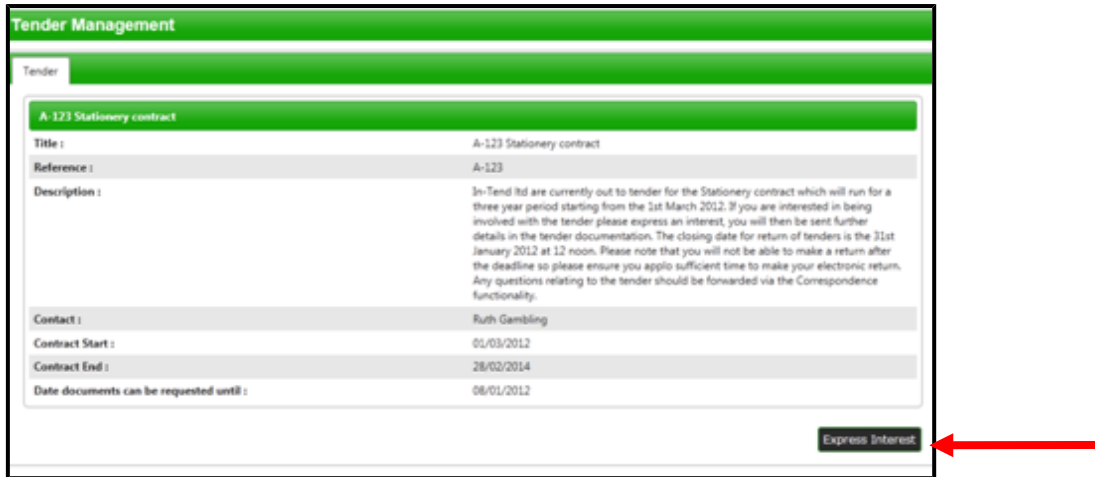 Tender Management
Tender
A-123 Stationery contract
Title : A-123 Stationery contract
Reference : A-123
Description : In-Tend ltd are currently out to tender for the Stationery contract which will run for a
three year period starting from the 1st March 2012. If you are interested in being
involved with the tender please express an interest, you will then be sent further
details in the tender documentation. The closing date for return of tenders is the 31st
January 2012 at 12 noon. Please note that you will not be able to make a return after
the deadline so please ensure you applo sufficient time to make your electronic return.
Any questions relating to the tender should be forwarded via the Correspondence
functionality.
Contact : Ruth Gambling
Contract Start : 01/03/2012
Contract End : 28/02/2014
Date documents can be requested until : 08/01/2012
Express Interest